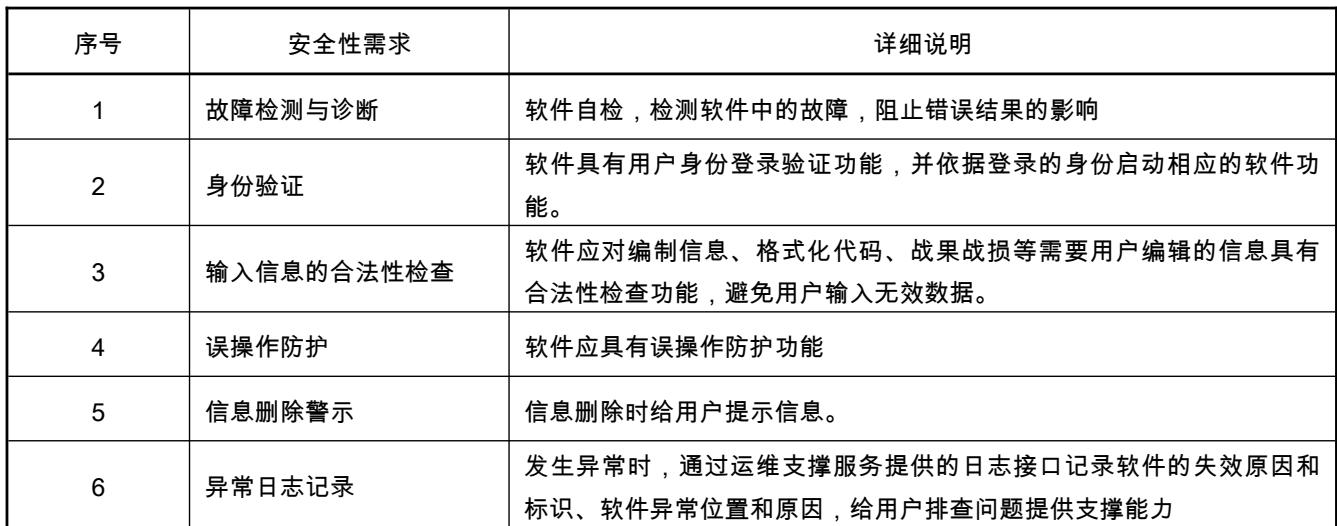 序号 安全性需求 详细说明
1 故障检测与诊断 软件自检，检测软件中的故障，阻止错误结果的影响
2 身份验证 软件具有用户身份登录验证功能，并依据登录的身份启动相应的软件功
能。
3 输入信息的合法性检查 软件应对编制信息、格式化代码、战果战损等需要用户编辑的信息具有
合法性检查功能，避免用户输入无效数据。
4 误操作防护 软件应具有误操作防护功能
5 信息删除警示 信息删除时给用户提示信息。
6 异常日志记录 发生异常时，通过运维支撑服务提供的日志接口记录软件的失效原因和
标识、软件异常位置和原因，给用户排查问题提供支撑能力